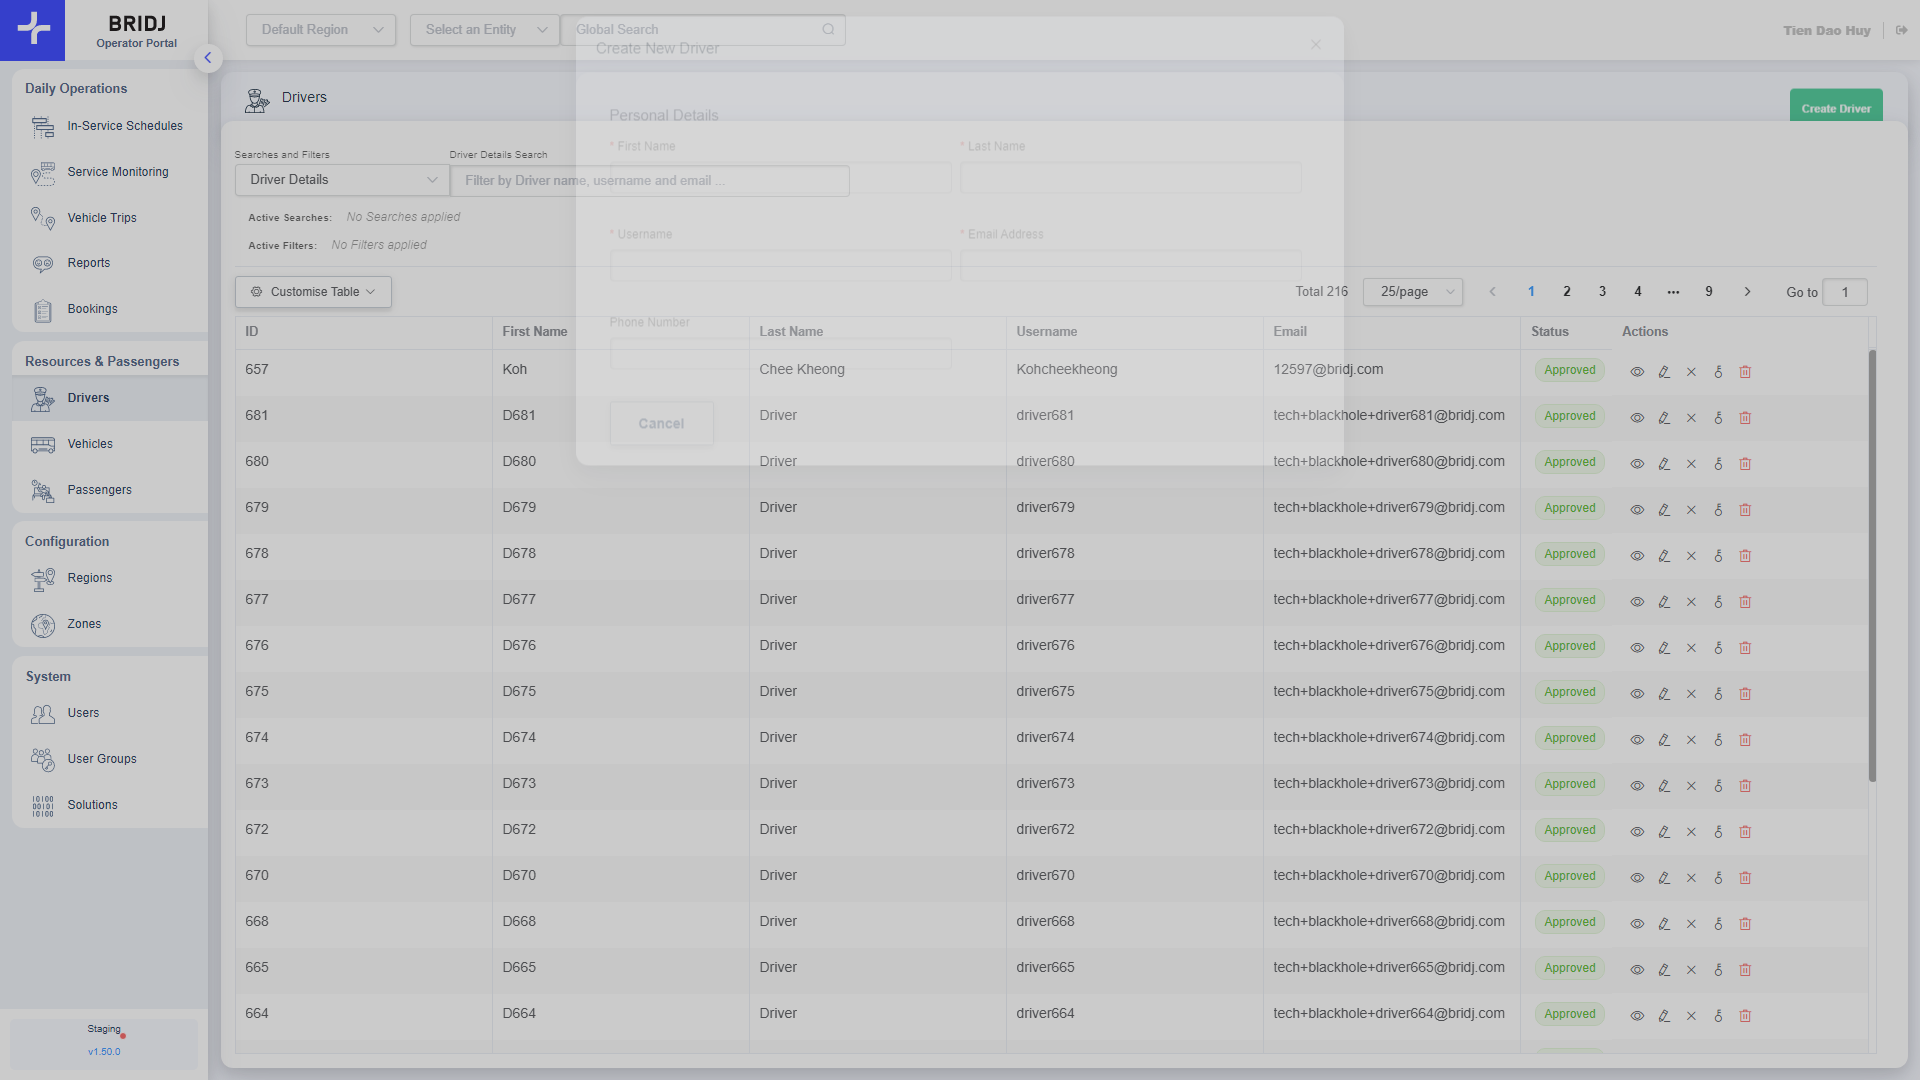 BRIDJ
Operator Portal
Default Region
Select an Entity
Global Search
Tien Dao Huy
Create New Driver
Daily Operations
In-Service Schedules
Service Monitoring
Vehicle Trips
Reports
Bookings
Resources & Passengers
Drivers
Vehicles
Passengers
Configuration
Regions
Zones
System
Users
User Groups
Solutions
10100
00101
10100
Staging
v1.50.0
Drivers
Create Driver
Personal Details
* First Name
* Last Name
* Username
* Email Address
Phone Number
Cancel
Searches and Filters
Driver Details Search
Driver Details
Filter by Driver name, username and email ...
Active Searches: No Searches applied
Active Filters: No Filters applied
Customise Table
Total 216 25/page 1 2 3 4 ••• 9 Go to 1
ID First Name Last Name Username Email Status Actions
657 Koh Chee Kheong Kohcheekheong 12597@bridj.com Approved
681 D681 Driver driver681 tech+blackhole+driver681@bridj.com Approved
680 D680 Driver driver680 tech+blackhole+driver680@bridj.com Approved
679 D679 Driver driver679 tech+blackhole+driver679@bridj.com Approved
678 D678 Driver driver678 tech+blackhole+driver678@bridj.com Approved
677 D677 Driver driver677 tech+blackhole+driver677@bridj.com Approved
676 D676 Driver driver676 tech+blackhole+driver676@bridj.com Approved
675 D675 Driver driver675 tech+blackhole+driver675@bridj.com Approved
674 D674 Driver driver674 tech+blackhole+driver674@bridj.com Approved
673 D673 Driver driver673 tech+blackhole+driver673@bridj.com Approved
672 D672 Driver driver672 tech+blackhole+driver672@bridj.com Approved
670 D670 Driver driver670 tech+blackhole+driver670@bridj.com Approved
668 D668 Driver driver668 tech+blackhole+driver668@bridj.com Approved
665 D665 Driver driver665 tech+blackhole+driver665@bridj.com Approved
664 D664 Driver driver664 tech+blackhole+driver664@bridj.com Approved